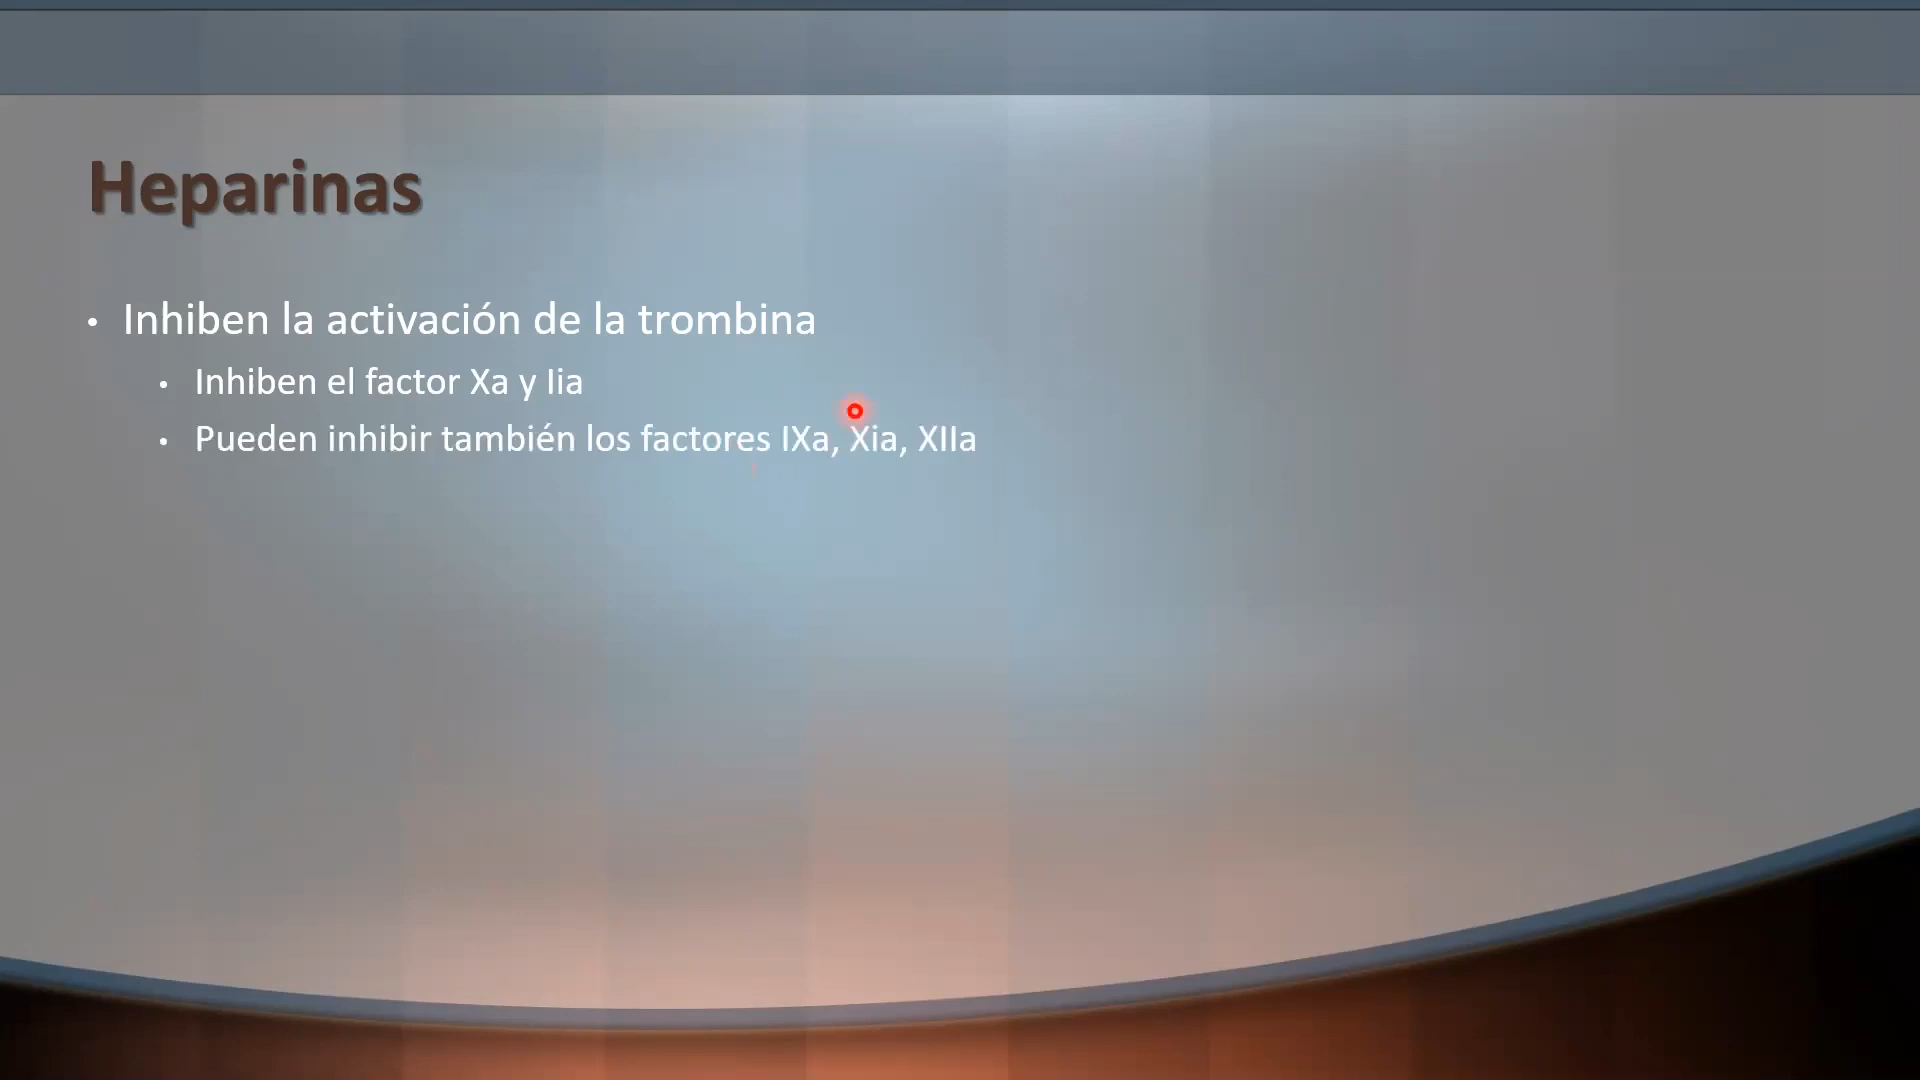 Heparinas
• Inhiben la activación de la trombina
• Inhiben el factor Xa y Iia
• Pueden inhibir también los factores IXa, Xia, XIIa